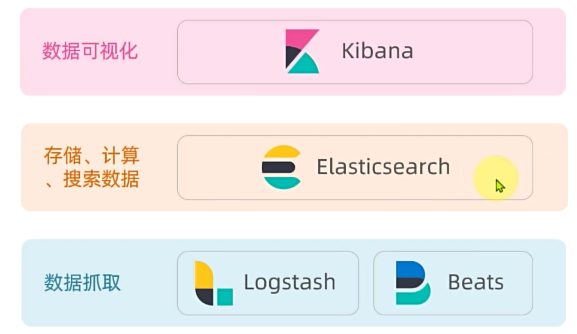 数据可视化
Kibana
存储、计算
、搜索数据
Elasticsearch
数据抓取
Logstash
Beats